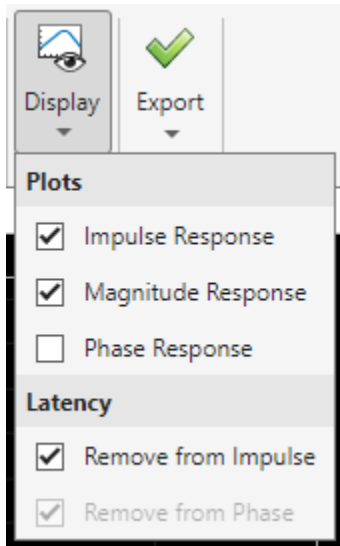 Display
Export
Plots
Impulse Response
Magnitude Response
Phase Response
Latency
Remove from Impulse
Remove from Phase